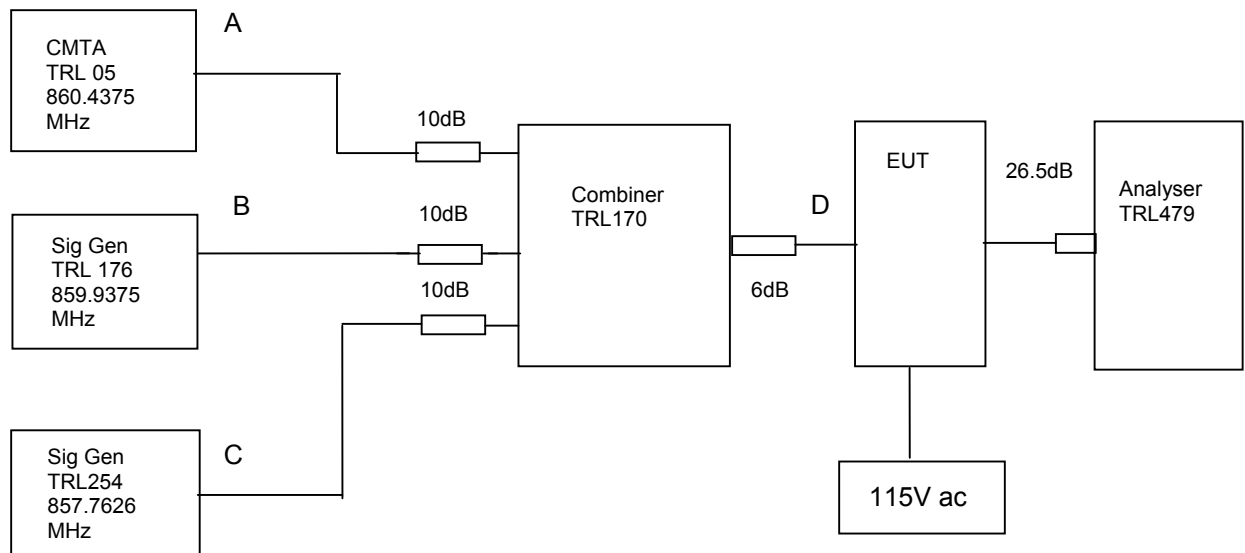 A
CMTA
TRL 05
860.4375
MHz
10dB
B
Sig Gen
TRL 176
859.9375
MHz
10dB
10dB
C
Sig Gen
TRL254
857.7626
MHz
Combiner
TRL170
6dB
D
EUT
115V ac
26.5dB
Analyser
TRL479